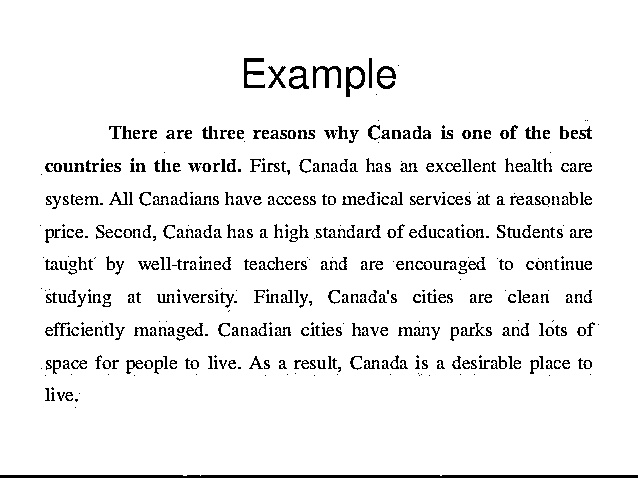 Example
There are three reasons why Canada is one of the best
countries in the world. First, Canada has an excellent health care
system. All Canadians have access to medical services at a reasonable
price. Second, Canada has a high standard of education. Students are
taught by well-trained teachers and are encouraged to continue
studying at university. Finally, Canada's cities are clean and
efficiently managed. Canadian cities have many parks and lots of
space for people to live. As a result, Canada is a desirable place to
live.